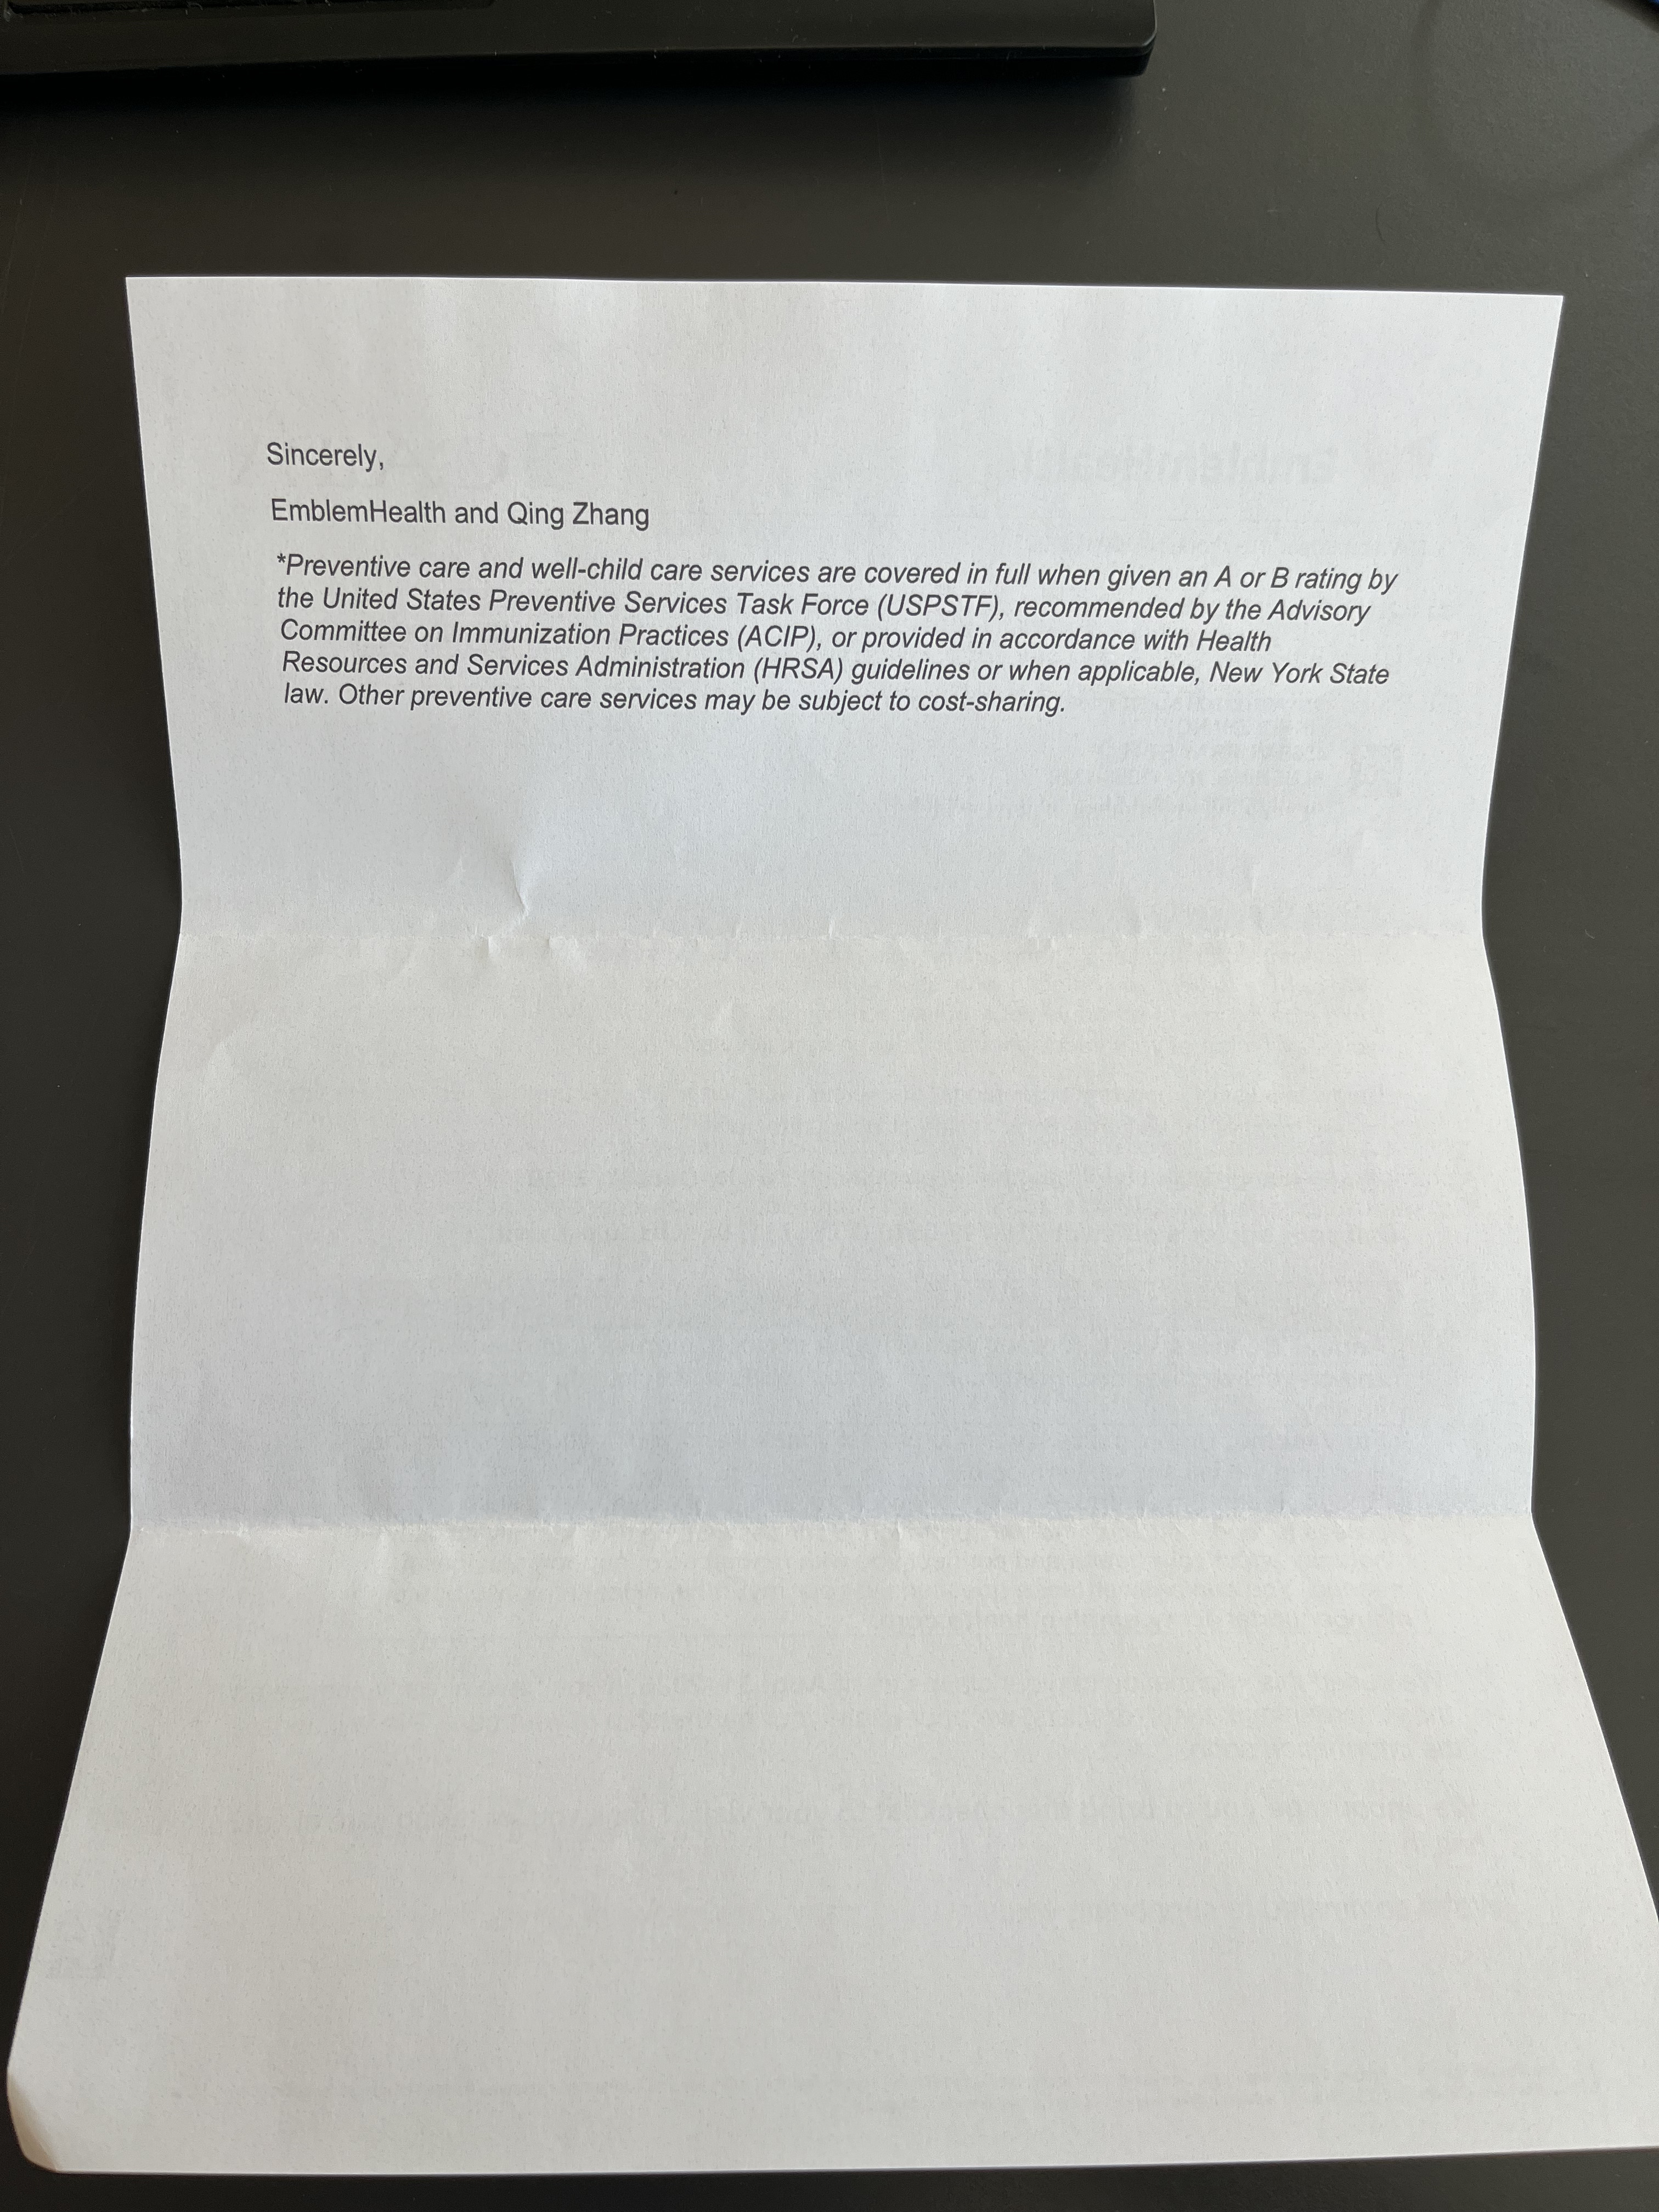 Sincerely,
EmblemHealth and Qing Zhang
*Preventive care and well-child care services are covered in full when given an A or B rating by
the United States Preventive Services Task Force (USPSTF), recommended by the Advisory
Committee on Immunization Practices (ACIP), or provided in accordance with Health
Resources and Services Administration (HRSA) guidelines or when applicable, New York State
law. Other preventive care services may be subject to cost-sharing.